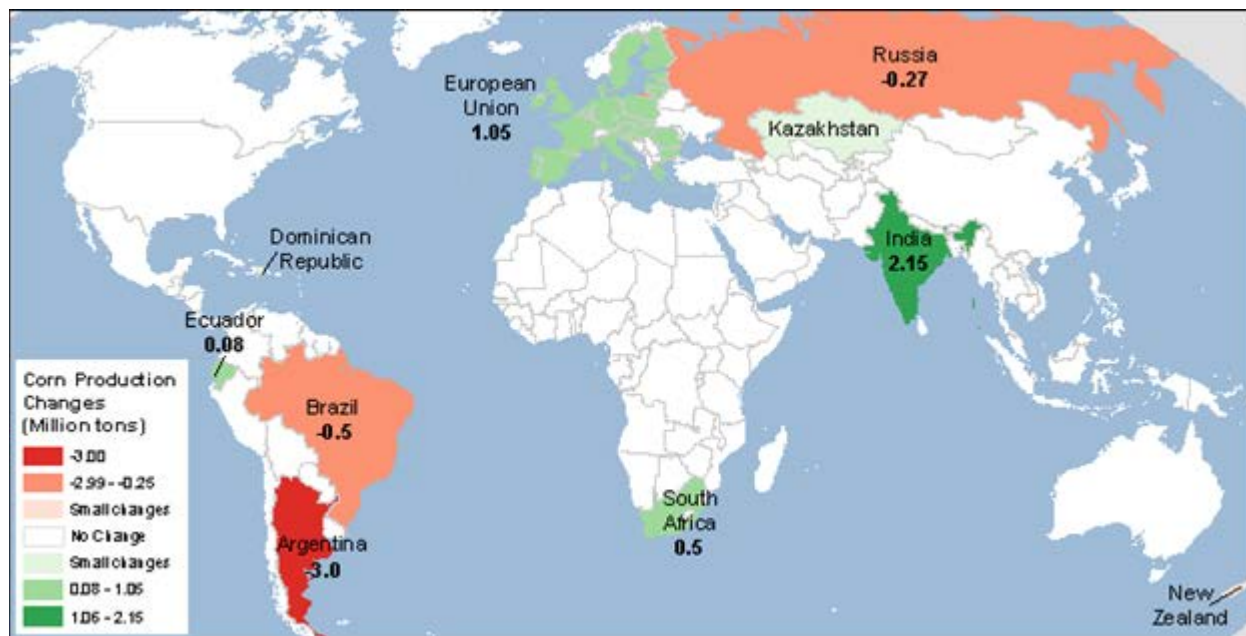 Russia
-0.27
European
Union
1.05
Kazakhstan
India
2.15
Dominican
Republic
Ecuador
0.08
Brazil
-0.5
South
Africa
0.5
Argentina
-3.0
New
Zealand
Corn Production
Changes
(Million tons)
-3.00
-2.99 - -0.25
Small changes
No Change
Small changes
0.08 - 1.05
1.06 - 2.15